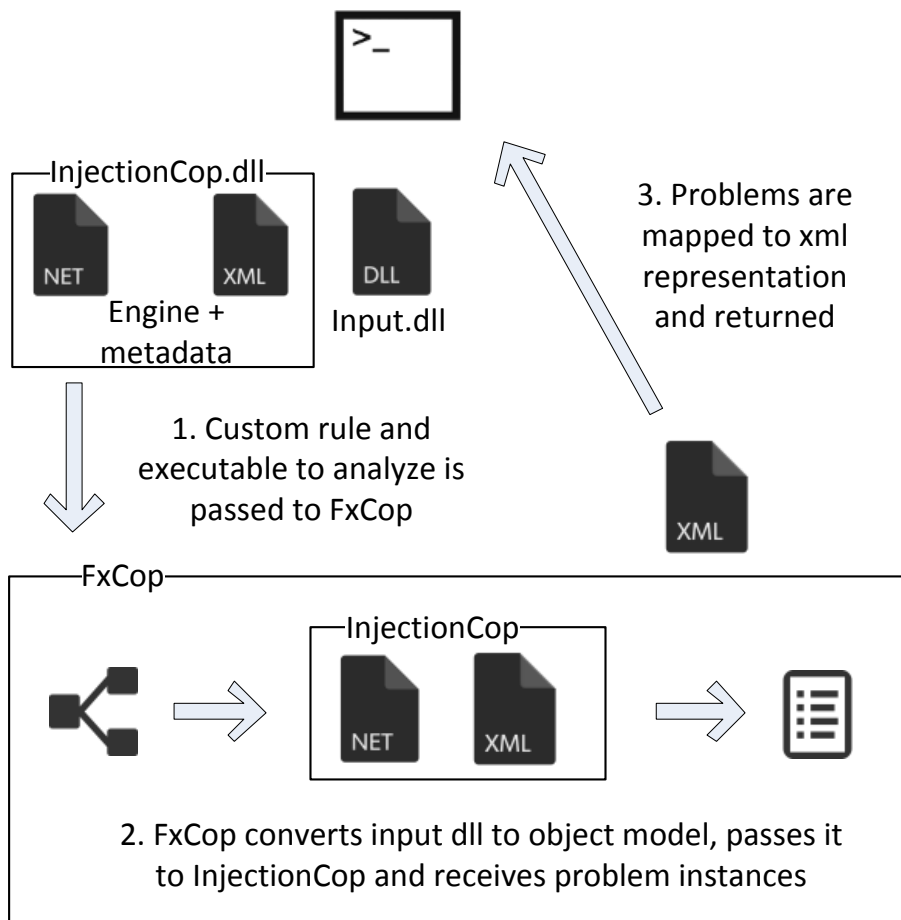 >_
InjectionCop.dll
NET
XML
Engine +
metadata
DLL
Input.dll
3. Problems are
mapped to xml
representation
and returned
1. Custom rule and
executable to analyze is
passed to FxCop
XML
FxCop
InjectionCop
NET
XML
2. FxCop converts input dll to object model, passes it
to InjectionCop and receives problem instances